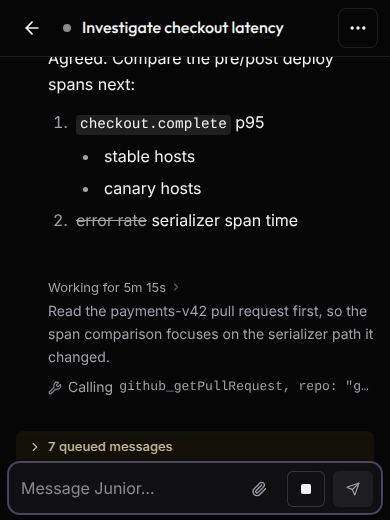 Investigate checkout latency
Agreed. Compare the pre/post deploy
spans next:
1. checkout.complete p95
• stable hosts
• canary hosts
2. error rate serializer span time
Working for 5m 15s
Read the payments-v42 pull request first, so the
span comparison focuses on the serializer path it
changed.
Calling github_getPullRequest, repo: "g…
7 queued messages
Message Junior...